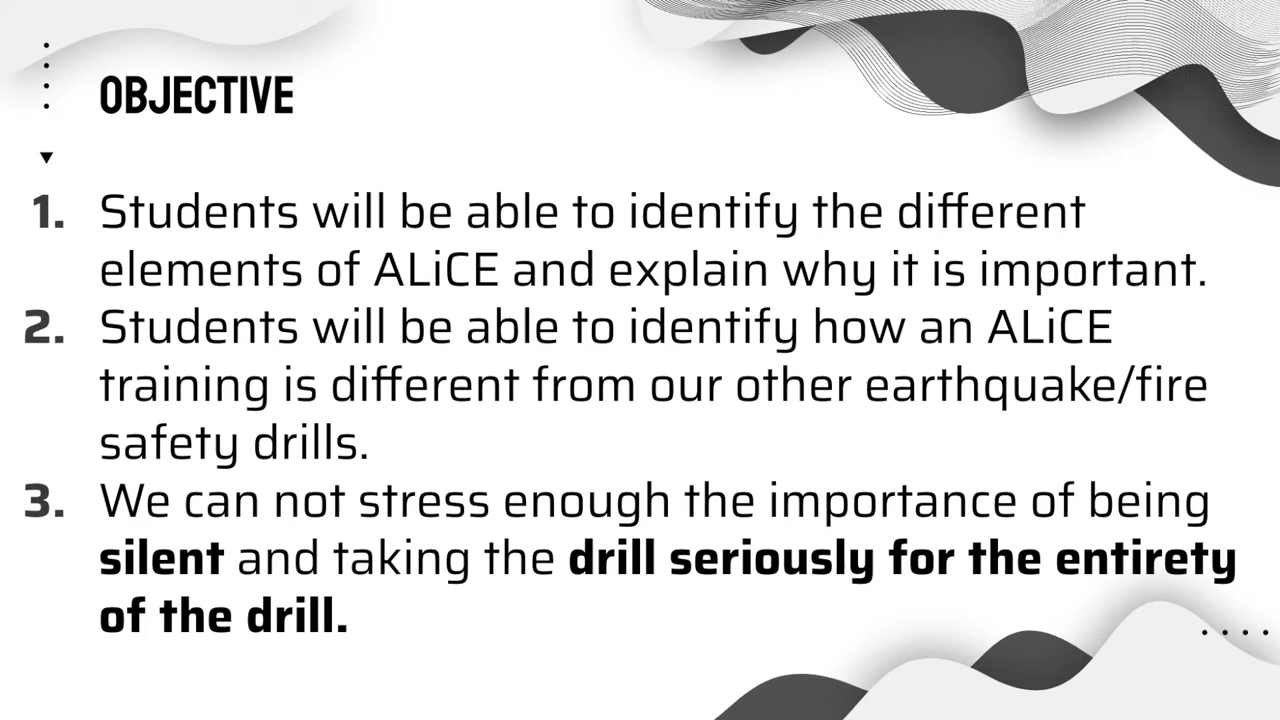 OBJECTIVE
1. Students will be able to identify the different
elements of ALiCE and explain why it is important.
2. Students will be able to identify how an ALiCE
training is different from our other earthquake/fire
safety drills.
3. We can not stress enough the importance of being
silent and taking the drill seriously for the entirety
of the drill.